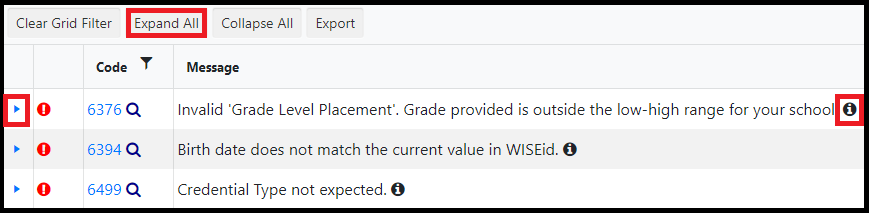 Clear Grid Filter Expand All Collapse All Export
Code Message
6376 Invalid 'Grade Level Placement'. Grade provided is outside the low-high range for your school
6394 Birth date does not match the current value in WISEid.
6499 Credential Type not expected.